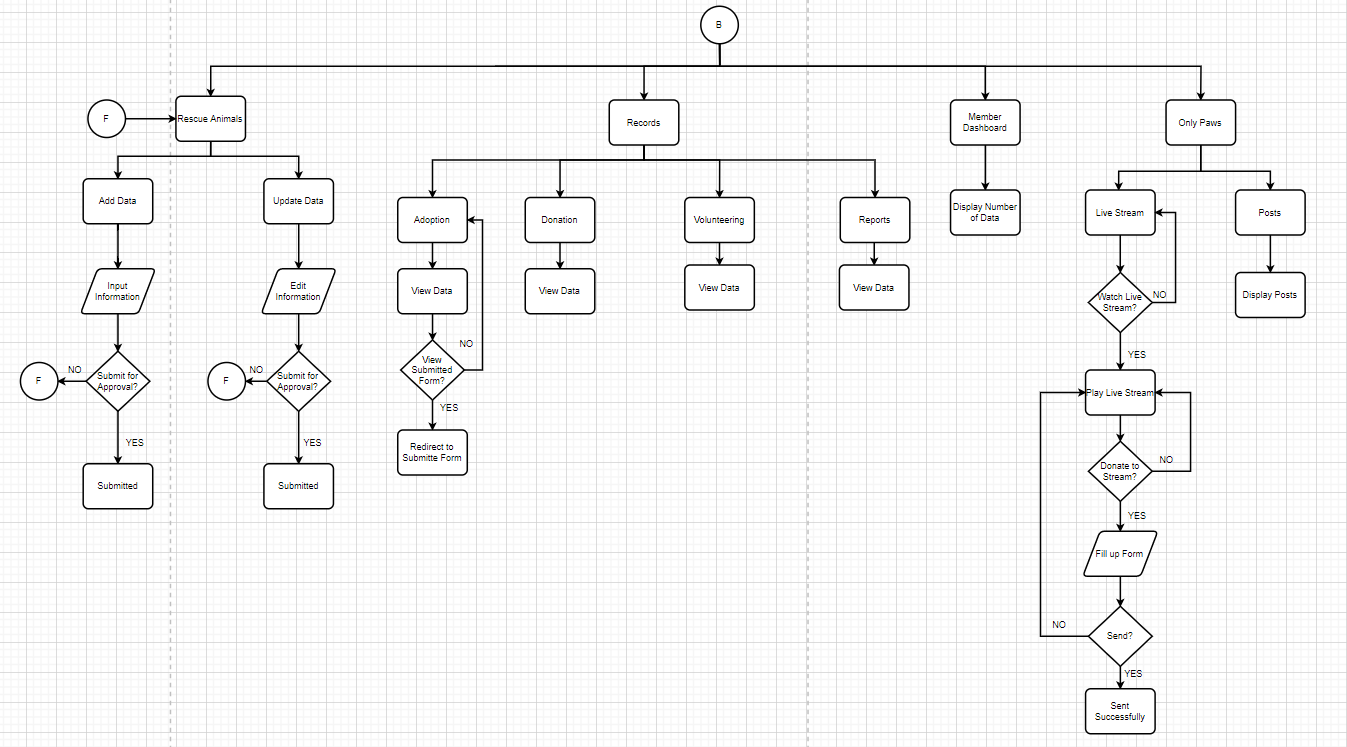 B
F
Rescue Animals
Records
Member
Dashboard
Only Paws
Add Data
Update Data
Adoption
Donation
Volunteering
Reports
Display Number
of Data
Live Stream
Posts
Input
Information
Edit
Information
View Data
View Data
View Data
View Data
Watch Live
Stream?
NO
Display Posts
YES
F
NO
Submit for
Approval?
F
NO
Submit for
Approval?
View
Submitted
Form?
NO
YES
Play Live Stream
YES
YES
Redirect to
Submitte Form
Donate to
Stream?
NO
Submitted
Submitted
YES
Fill up Form
NO
Send?
YES
Sent
Successfully